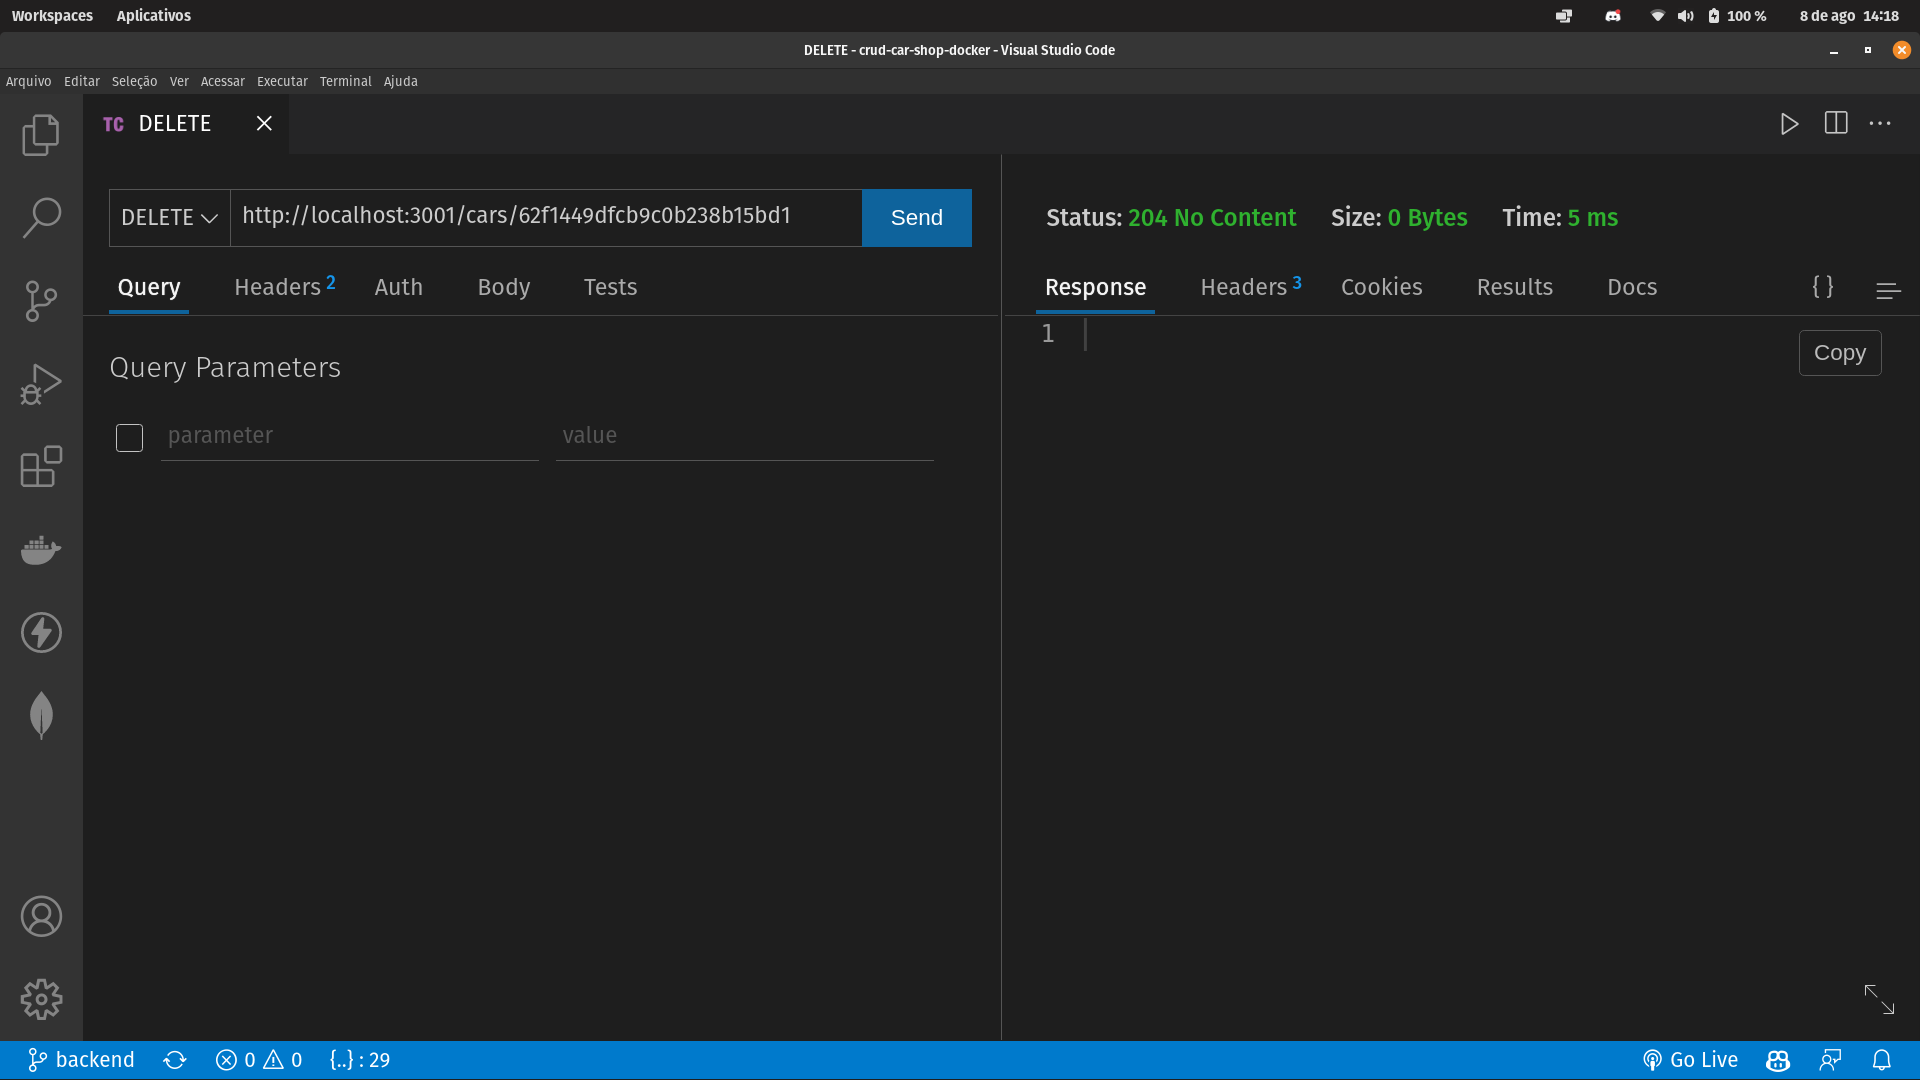 Workspaces Aplicativos 100 % 8 de ago 14:18
DELETE - crud-car-shop-docker - Visual Studio Code
Arquivo Editar Seleção Ver Acessar Executar Terminal Ajuda
TC DELETE
DELETE http://localhost:3001/cars/62f1449dfcb9c0b238b15bd1 Send
Status: 204 No Content Size: 0 Bytes Time: 5 ms
Query Headers 2 Auth Body Tests
Response Headers 3 Cookies Results Docs { }
1
Copy
Query Parameters
parameter value
backend 0 0 {..} : 29 Go Live